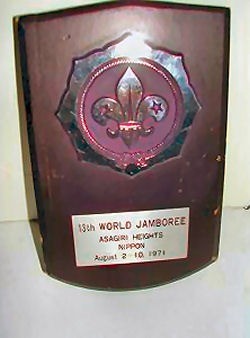 13th WORLD JAMBOREE
ASAGIRI HEIGHTS
NIPPON
August 2-10, 1971